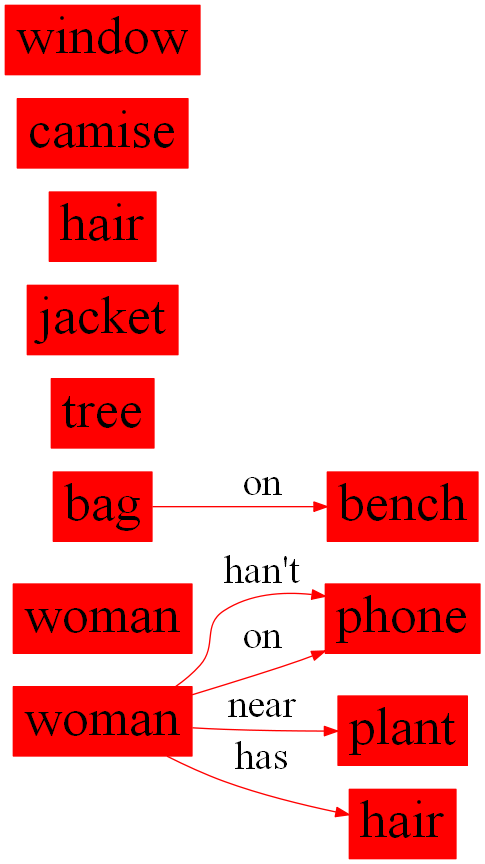 window
camise
hair
jacket
tree
bag
on
bench
woman
han't
phone
on
woman
near
plant
has
hair